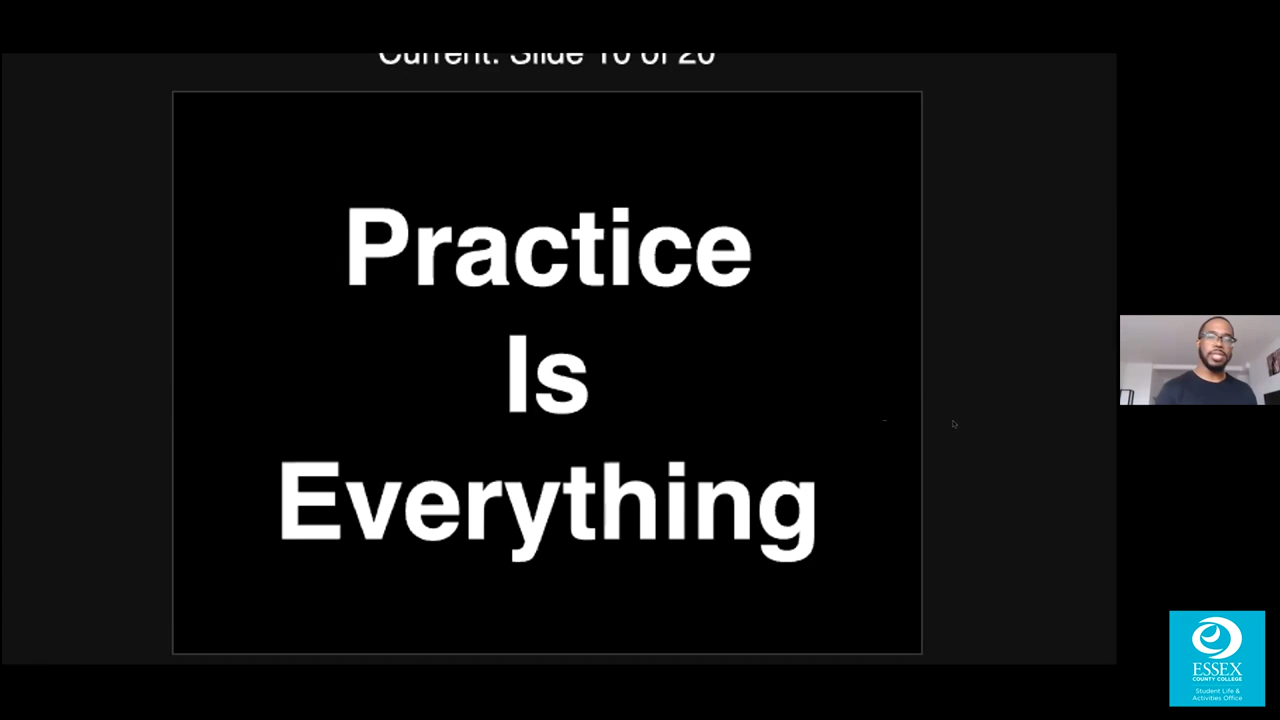 Current: Slide 10 of 20
Practice
Is
Everything
ESSEX
COUNTY COLLEGE
Student Life &
Activities Office